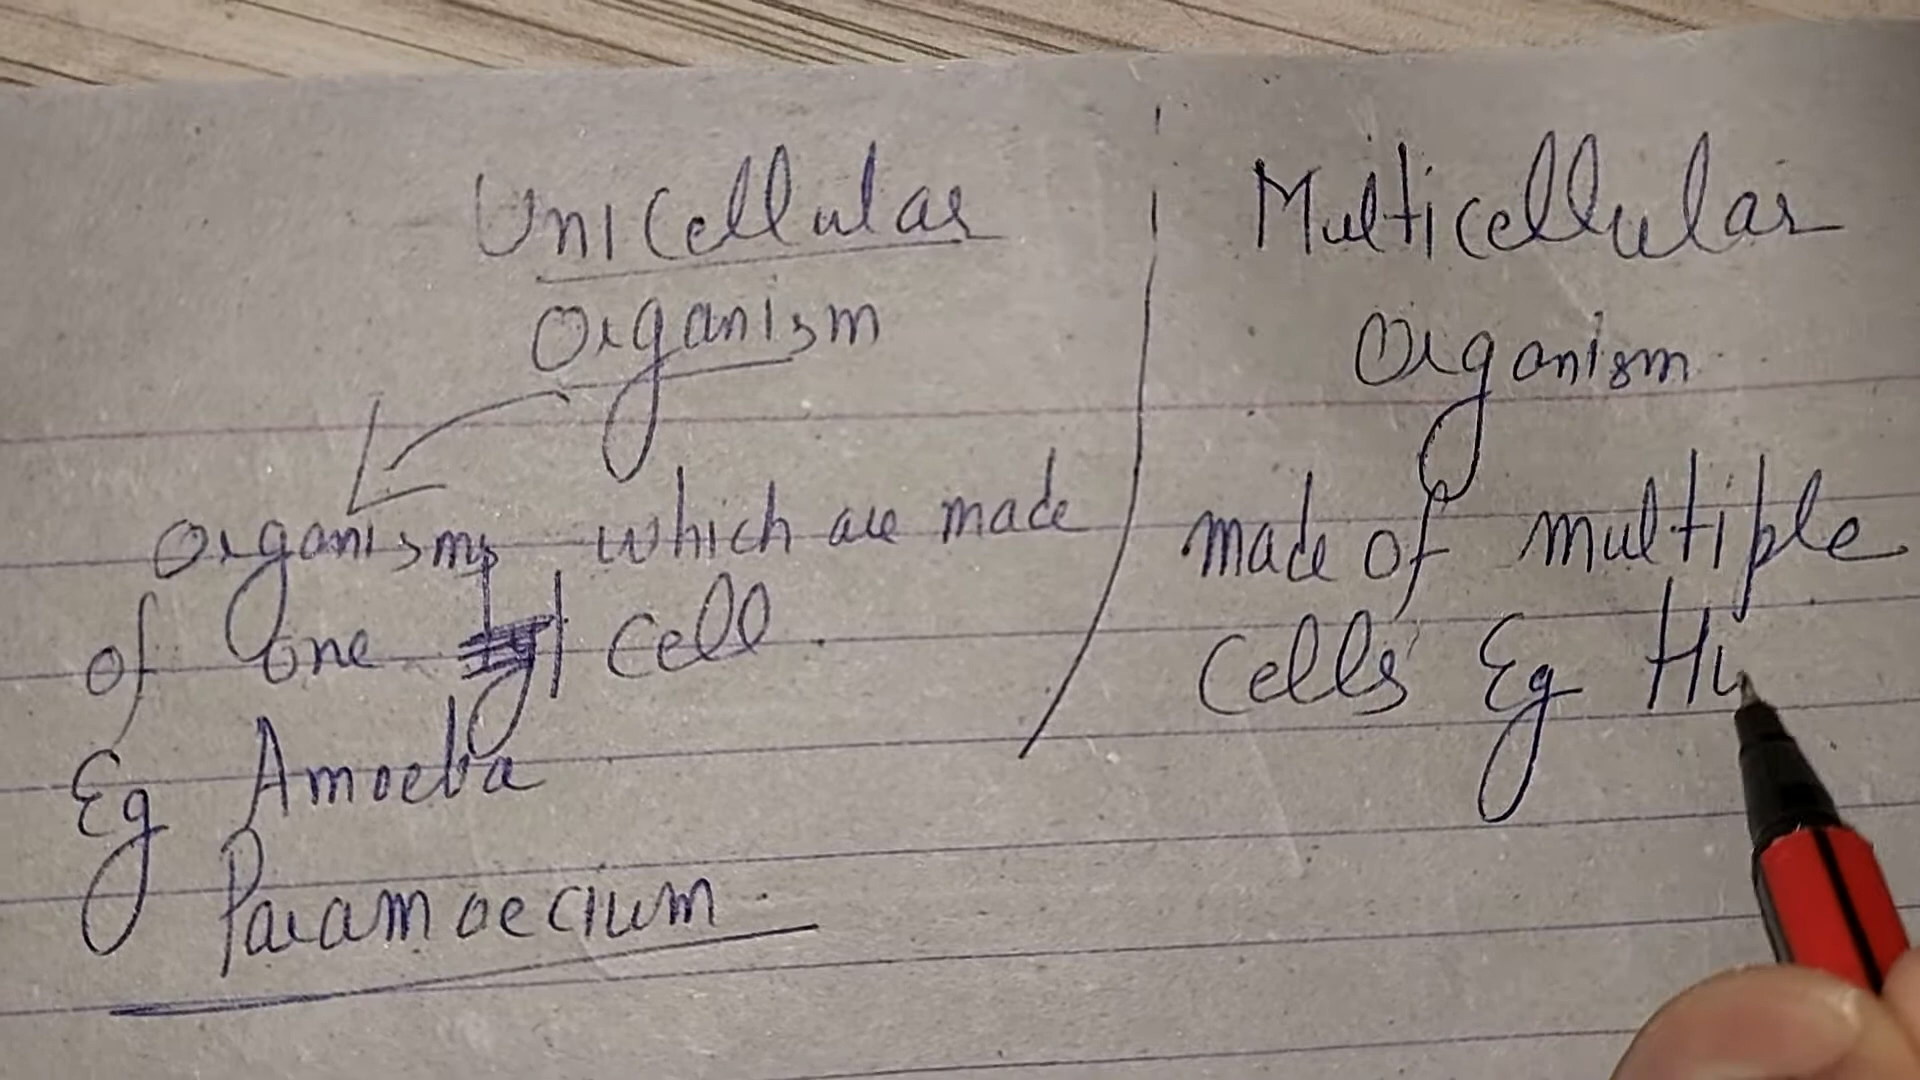 Unicellular
Organism
Organisms which are made
of one cell.
Eg Amoeba
Paramoecium
Multicellular
Organism
made of multiple
cells Eg Hu